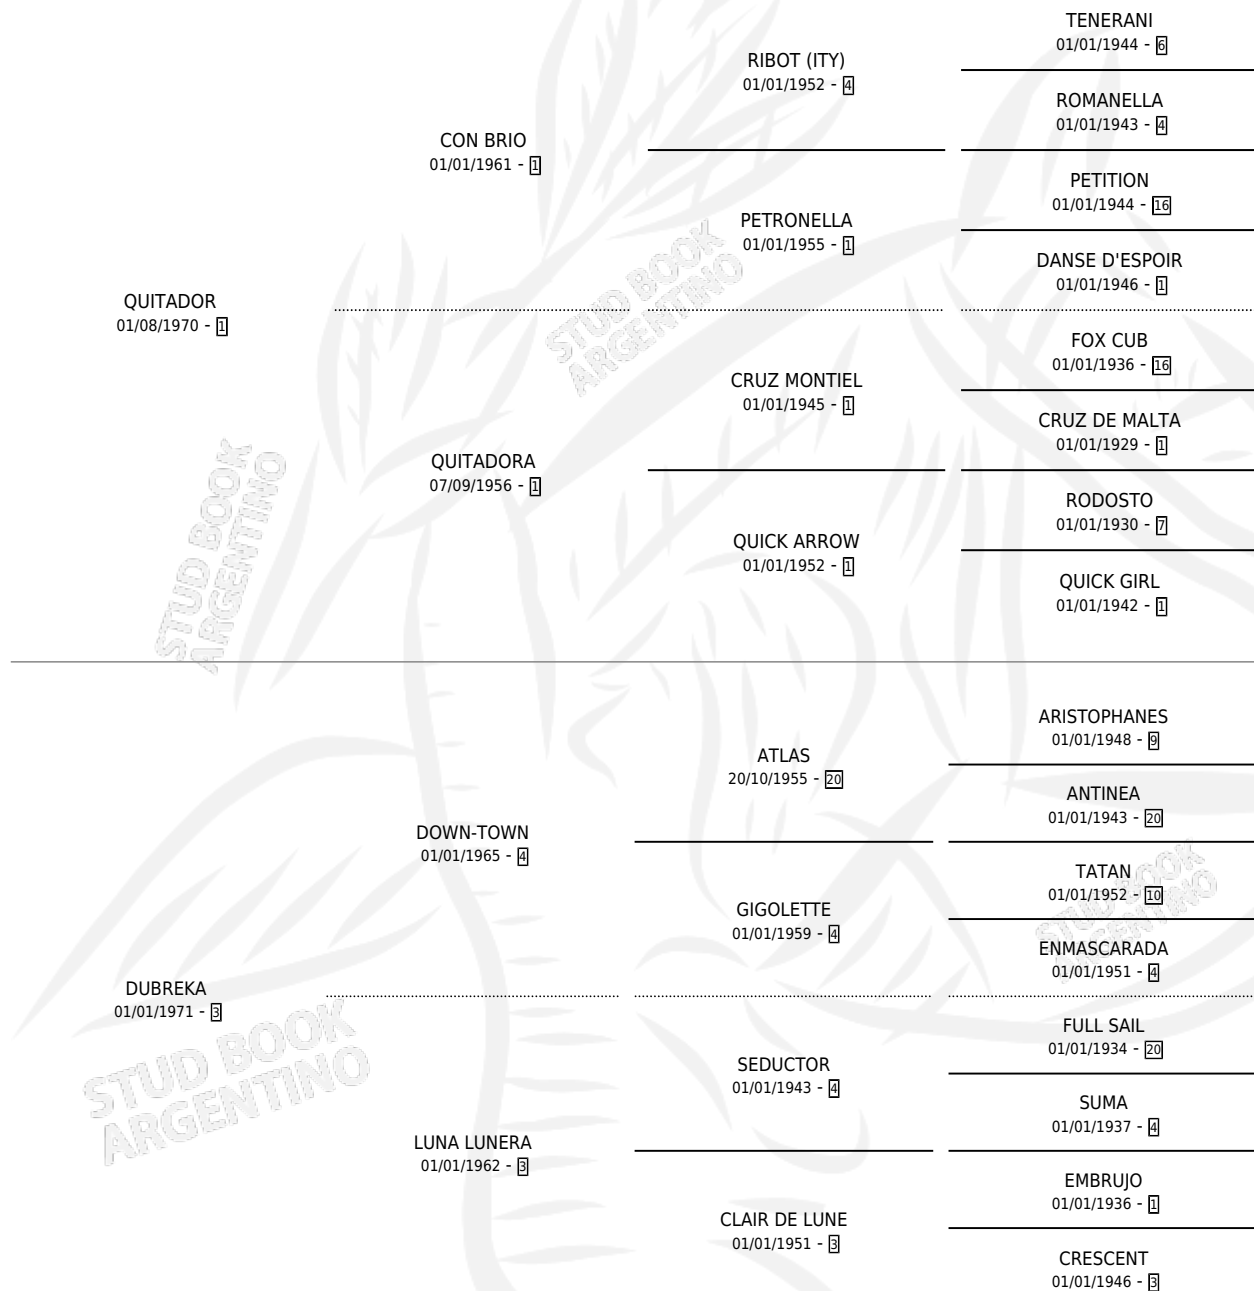 TENERANI
01/01/1944 - 6
RIBOT (ITY)
01/01/1952 - 4
ROMANELLA
01/01/1943 - 4
CON BRIO
01/01/1961 - 1
PETITION
01/01/1944 - 16
PETRONELLA
01/01/1955 - 1
DANSE D'ESPOIR
01/01/1946 - 1
QUITADOR
01/08/1970 - 1
STUD BOOK
ARGENTINO
FOX CUB
01/01/1936 - 16
CRUZ MONTIEL
01/01/1945 - 1
CRUZ DE MALTA
01/01/1929 - 1
QUITADORA
07/09/1956 - 1
RODOSTO
01/01/1930 - 7
QUICK ARROW
01/01/1952 - 1
QUICK GIRL
01/01/1942 - 1
STUD BOOK
ARGENTINO
ARISTOPHANES
01/01/1948 - 9
ATLAS
20/10/1955 - 20
ANTINEA
01/01/1943 - 20
DOWN-TOWN
01/01/1965 - 4
TATAN
01/01/1952 - 10
STUD BOOK
ARGENTINO
GIGOLETTE
01/01/1959 - 4
ENMASCARADA
01/01/1951 - 4
DUBREKA
01/01/1971 - 3
STUD BOOK
ARGENTINO
FULL SAIL
01/01/1934 - 20
SEDUCTOR
01/01/1943 - 4
SUMA
01/01/1937 - 4
LUNA LUNERA
01/01/1962 - 3
EMBRUJO
01/01/1936 - 1
CLAIR DE LUNE
01/01/1951 - 3
CRESCENT
01/01/1946 - 3